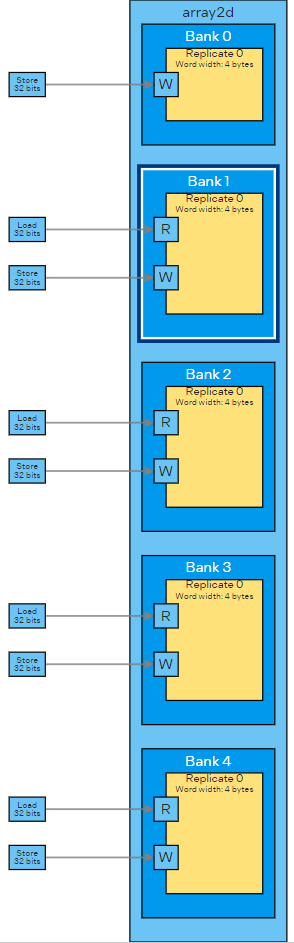 array2d
Bank 0
Replicate 0
Word width: 4 bytes
Store
32 bits
W
Bank 1
Replicate 0
Word width: 4 bytes
Load
32 bits
R
Store
32 bits
W
Bank 2
Replicate 0
Word width: 4 bytes
Load
32 bits
R
Store
32 bits
W
Bank 3
Replicate 0
Word width: 4 bytes
Load
32 bits
R
Store
32 bits
W
Bank 4
Replicate 0
Word width: 4 bytes
Load
32 bits
R
Store
32 bits
W